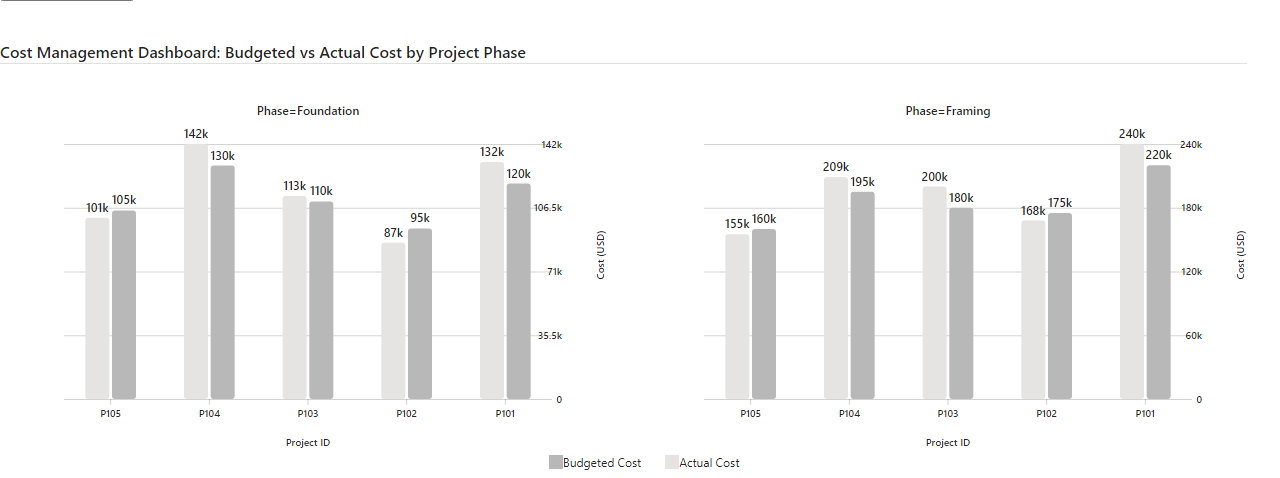 Cost Management Dashboard: Budgeted vs Actual Cost by Project Phase
Phase=Foundation
142k
130k
132k
120k
113k
110k
101k
105k
87k
95k
142k
106.5k
71k
35.5k
0
Cost (USD)
P105
P104
P103
P102
P101
Project ID
Phase=Framing
240k
220k
209k
195k
200k
180k
168k
175k
155k
160k
240k
180k
120k
60k
0
Cost (USD)
P105
P104
P103
P102
P101
Project ID
Budgeted Cost
Actual Cost